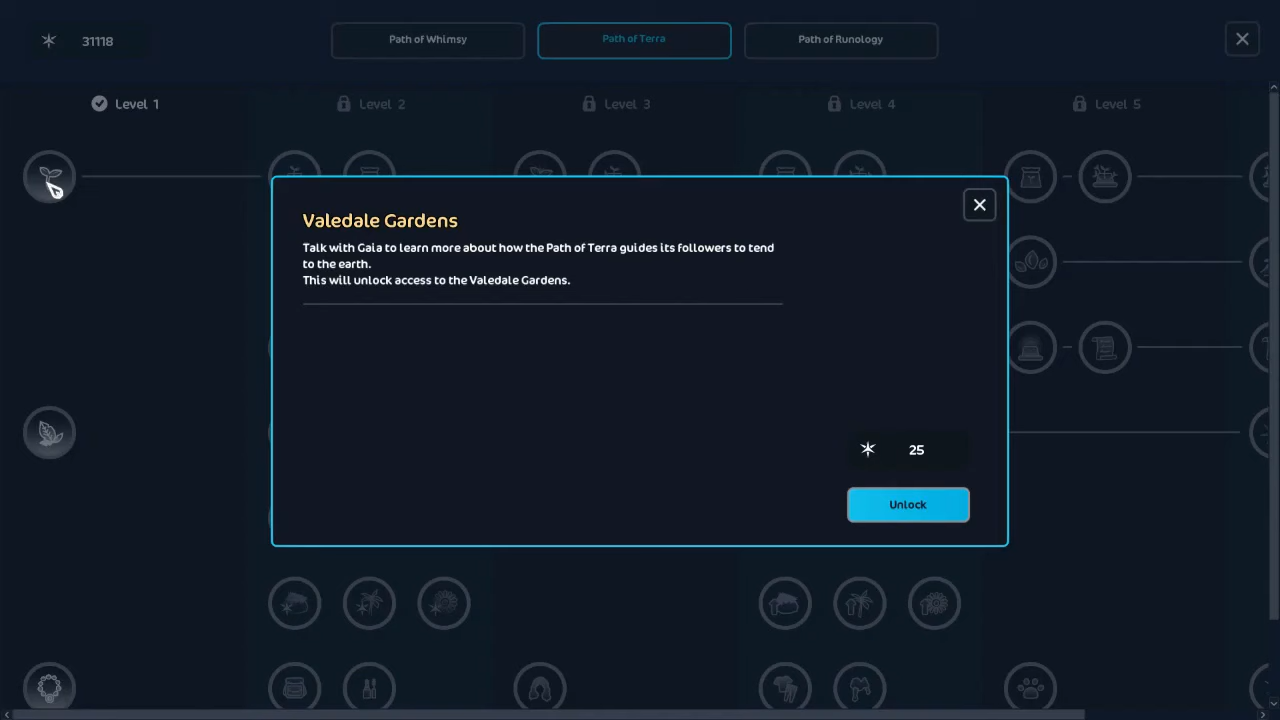 31118
Path of Whimsy
Path of Terra
Path of Runology
Level 1
Level 2
Level 3
Level 4
Level 5
Valedale Gardens
Talk with Gaia to learn more about how the Path of Terra guides its followers to tend
to the earth.
This will unlock access to the Valedale Gardens.
25
Unlock